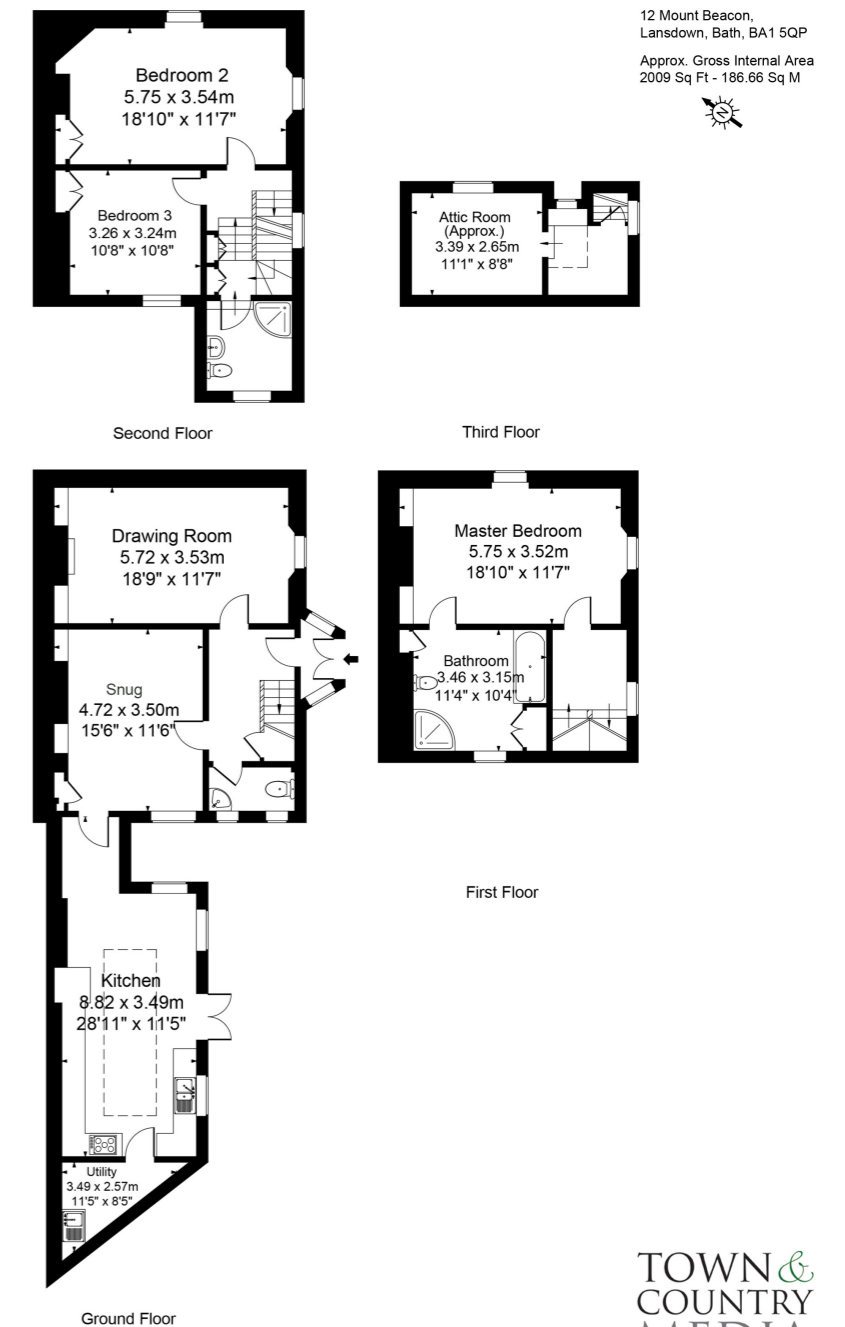 12 Mount Beacon,
Lansdown, Bath, BA1 5QP
Approx. Gross Internal Area
2009 Sq Ft - 186.66 Sq M
N
Bedroom 2
5.75 x 3.54m
18'10" x 11'7"
Bedroom 3
3.26 x 3.24m
10'8" x 10'8"
Second Floor
Attic Room
(Approx.)
3.39 x 2.65m
11'1" x 8'8"
Third Floor
Drawing Room
5.72 x 3.53m
18'9" x 11'7"
Snug
4.72 x 3.50m
15'6" x 11'6"
Master Bedroom
5.75 x 3.52m
18'10" x 11'7"
Bathroom
3.46 x 3.15m
11'4" x 10'4"
First Floor
Kitchen
8.82 x 3.49m
28'11" x 11'5"
Utility
3.49 x 2.57m
11'5" x 8'5"
Ground Floor
TOWN &
COUNTRY
MEDIA